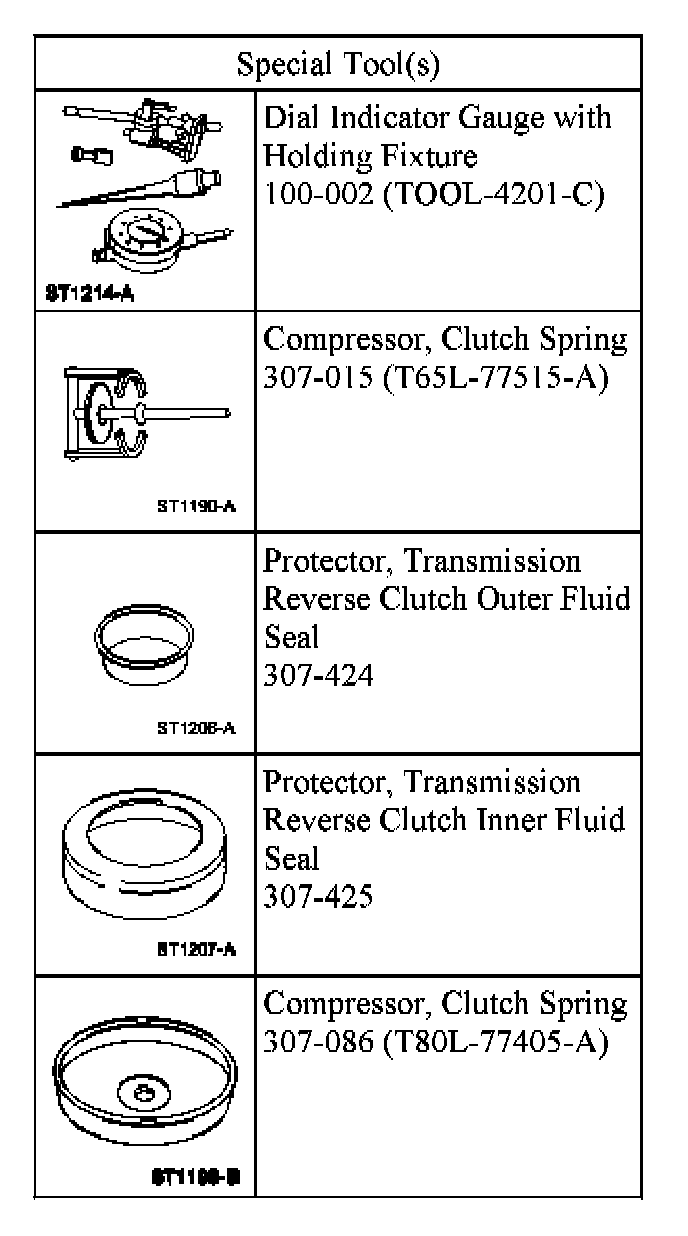 Special Tool(s)
Dial Indicator Gauge with
Holding Fixture
100-002 (TOOL-4201-C)
ST1214-A
Compressor, Clutch Spring
307-015 (T65L-77515-A)
ST1190-A
Protector, Transmission
Reverse Clutch Outer Fluid
Seal
307-424
ST1206-A
Protector, Transmission
Reverse Clutch Inner Fluid
Seal
307-425
ST1207-A
Compressor, Clutch Spring
307-086 (T80L-77405-A)